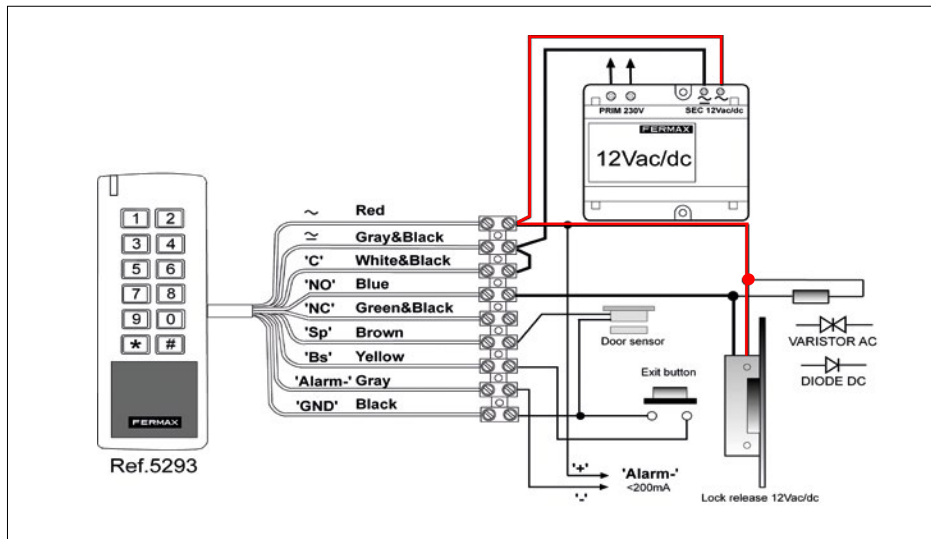 PRIM 230V
SEC 12Vac/dc
FERMAX
12Vac/dc
1 2
3 4
5 6
7 8
9 0
* #
FERMAX
Ref.5293
~ Red
≃ Gray&Black
'C' White&Black
'NO' Blue
'NC' Green&Black
'Sp' Brown
'Bs' Yellow
'Alarm-' Gray
'GND' Black
Door sensor
Exit button
VARISTOR AC
DIODE DC
'+'
'Alarm-'
'-'
<200mA
Lock release 12Vac/dc